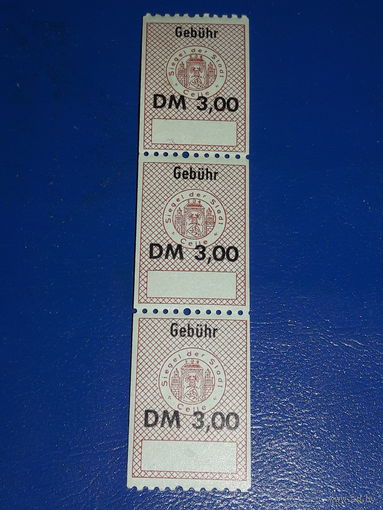 Gebühr
Siegel der Stadt
Celle
DM 3,00
Gebühr
Siegel der Stadt
Celle
DM 3,00
Gebühr
Siegel der Stadt
Celle
DM 3,00